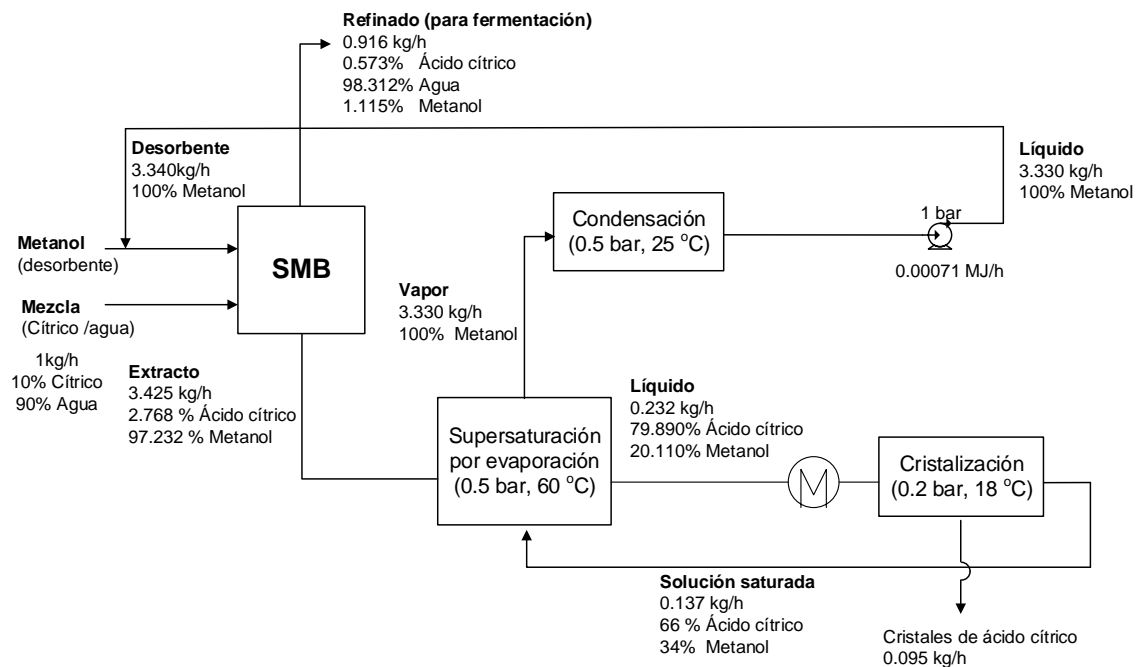 Refinado (para fermentación)
0.916 kg/h
0.573% Ácido cítrico
98.312% Agua
1.115% Metanol
Desorbente
3.340kg/h
100% Metanol
Líquido
3.330 kg/h
100% Metanol
Metanol
(desorbente)
SMB
Condensación
(0.5 bar, 25 °C)
1 bar
0.00071 MJ/h
Mezcla
(Cítrico /agua)
1kg/h
10% Cítrico
90% Agua
Vapor
3.330 kg/h
100% Metanol
Extracto
3.425 kg/h
2.768 % Ácido cítrico
97.232 % Metanol
Líquido
0.232 kg/h
79.890% Ácido cítrico
20.110% Metanol
Supersaturación
por evaporación
(0.5 bar, 60 °C)
Cristalización
(0.2 bar, 18 °C)
Solución saturada
0.137 kg/h
66 % Ácido cítrico
34% Metanol
Cristales de ácido cítrico
0.095 kg/h